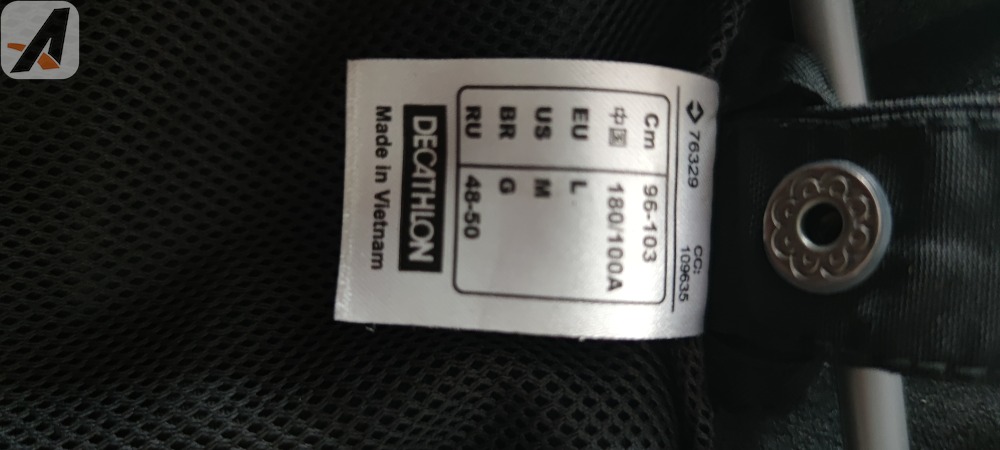 76329 CC: 109635
Cm 96-103
中国 180/100A
EU L
US M
BR G
RU 48-50
DECATHLON
Made in Vietnam